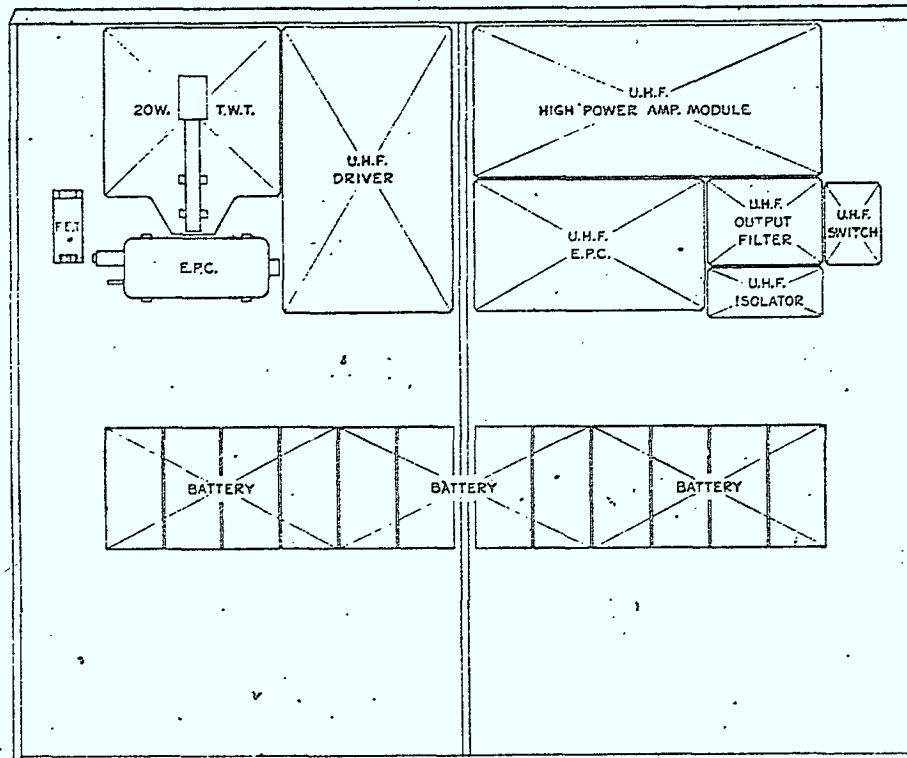 20W. T.W.T.
U.H.F.
DRIVER
F.E.T.
E.P.C.
U.H.F.
HIGH POWER AMP. MODULE
U.H.F.
E.P.C.
U.H.F.
OUTPUT
FILTER
U.H.F.
SWITCH
U.H.F.
ISOLATOR
BATTERY BATTERY BATTERY